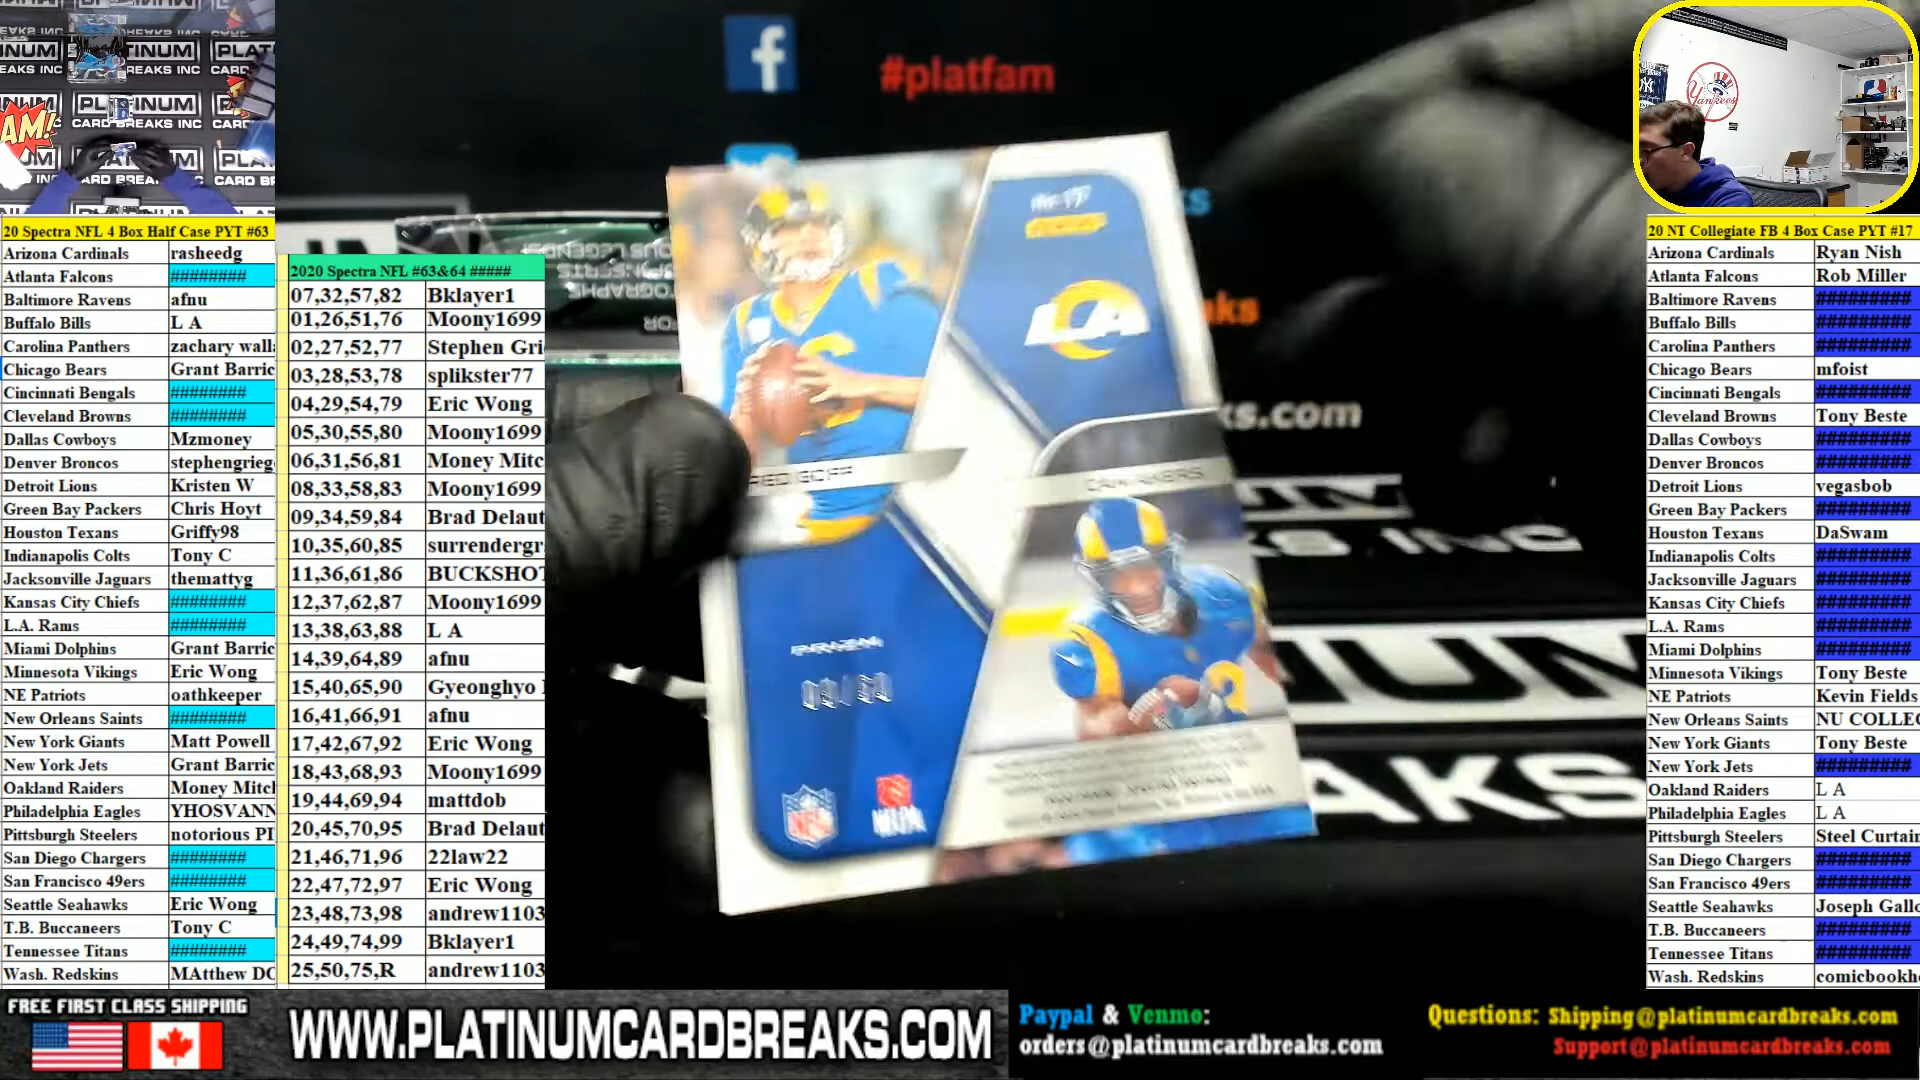 #platfam
20 Spectra NFL 4 Box Half Case PYT #63
Arizona Cardinals rasheedg
Atlanta Falcons ########
Baltimore Ravens afnu
Buffalo Bills L A
Carolina Panthers zachary wall
Chicago Bears Grant Barric
Cincinnati Bengals ########
Cleveland Browns ########
Dallas Cowboys Mzmoney
Denver Broncos stephengrieg
Detroit Lions Kristen W
Green Bay Packers Chris Hoyt
Houston Texans Griffy98
Indianapolis Colts Tony C
Jacksonville Jaguars themattyg
Kansas City Chiefs ########
L.A. Rams ########
Miami Dolphins Grant Barric
Minnesota Vikings Eric Wong
NE Patriots oathkeeper
New Orleans Saints ########
New York Giants Matt Powell
New York Jets Grant Barric
Oakland Raiders Money Mitch
Philadelphia Eagles YHOSVANN
Pittsburgh Steelers notorious PI
San Diego Chargers ########
San Francisco 49ers ########
Seattle Seahawks Eric Wong
T.B. Buccaneers Tony C
Tennessee Titans ########
Wash. Redskins MAtthew DC
2020 Spectra NFL #63&64 #####
07,32,57,82 Bklayer1
01,26,51,76 Moony1699
02,27,52,77 Stephen Gri
03,28,53,78 splikster77
04,29,54,79 Eric Wong
05,30,55,80 Moony1699
06,31,56,81 Money Mitc
08,33,58,83 Moony1699
09,34,59,84 Brad Delaut
10,35,60,85 surrendergr
11,36,61,86 BUCKSHOT
12,37,62,87 Moony1699
13,38,63,88 L A
14,39,64,89 afnu
15,40,65,90 Gyeonghyo
16,41,66,91 afnu
17,42,67,92 Eric Wong
18,43,68,93 Moony1699
19,44,69,94 mattdob
20,45,70,95 Brad Delaut
21,46,71,96 22law22
22,47,72,97 Eric Wong
23,48,73,98 andrew1103
24,49,74,99 Bklayer1
25,50,75,R andrew1103
LA
RED GOFF
CAM AKERS
NFL
20 NT Collegiate FB 4 Box Case PYT #17
Arizona Cardinals Ryan Nish
Atlanta Falcons Rob Miller
Baltimore Ravens #########
Buffalo Bills #########
Carolina Panthers #########
Chicago Bears mfoist
Cincinnati Bengals #########
Cleveland Browns Tony Beste
Dallas Cowboys #########
Denver Broncos #########
Detroit Lions vegasbob
Green Bay Packers #########
Houston Texans DaSwam
Indianapolis Colts #########
Jacksonville Jaguars #########
Kansas City Chiefs #########
L.A. Rams #########
Miami Dolphins #########
Minnesota Vikings Tony Beste
NE Patriots Kevin Fields
New Orleans Saints NU COLLEC
New York Giants Tony Beste
New York Jets #########
Oakland Raiders L A
Philadelphia Eagles L A
Pittsburgh Steelers Steel Curtain
San Diego Chargers #########
San Francisco 49ers #########
Seattle Seahawks Joseph Gallo
T.B. Buccaneers #########
Tennessee Titans #########
Wash. Redskins comicbookh
FREE FIRST CLASS SHIPPING
WWW.PLATINUMCARDBREAKS.COM
Paypal & Venmo:
orders@platinumcardbreaks.com
Questions: Shipping@platinumcardbreaks.com
Support@platinumcardbreaks.com